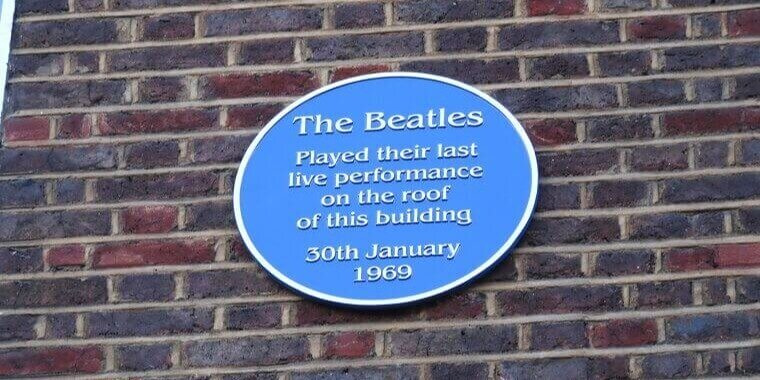 The Beatles
Played their last
live performance
on the roof
of this building
30th January
1969